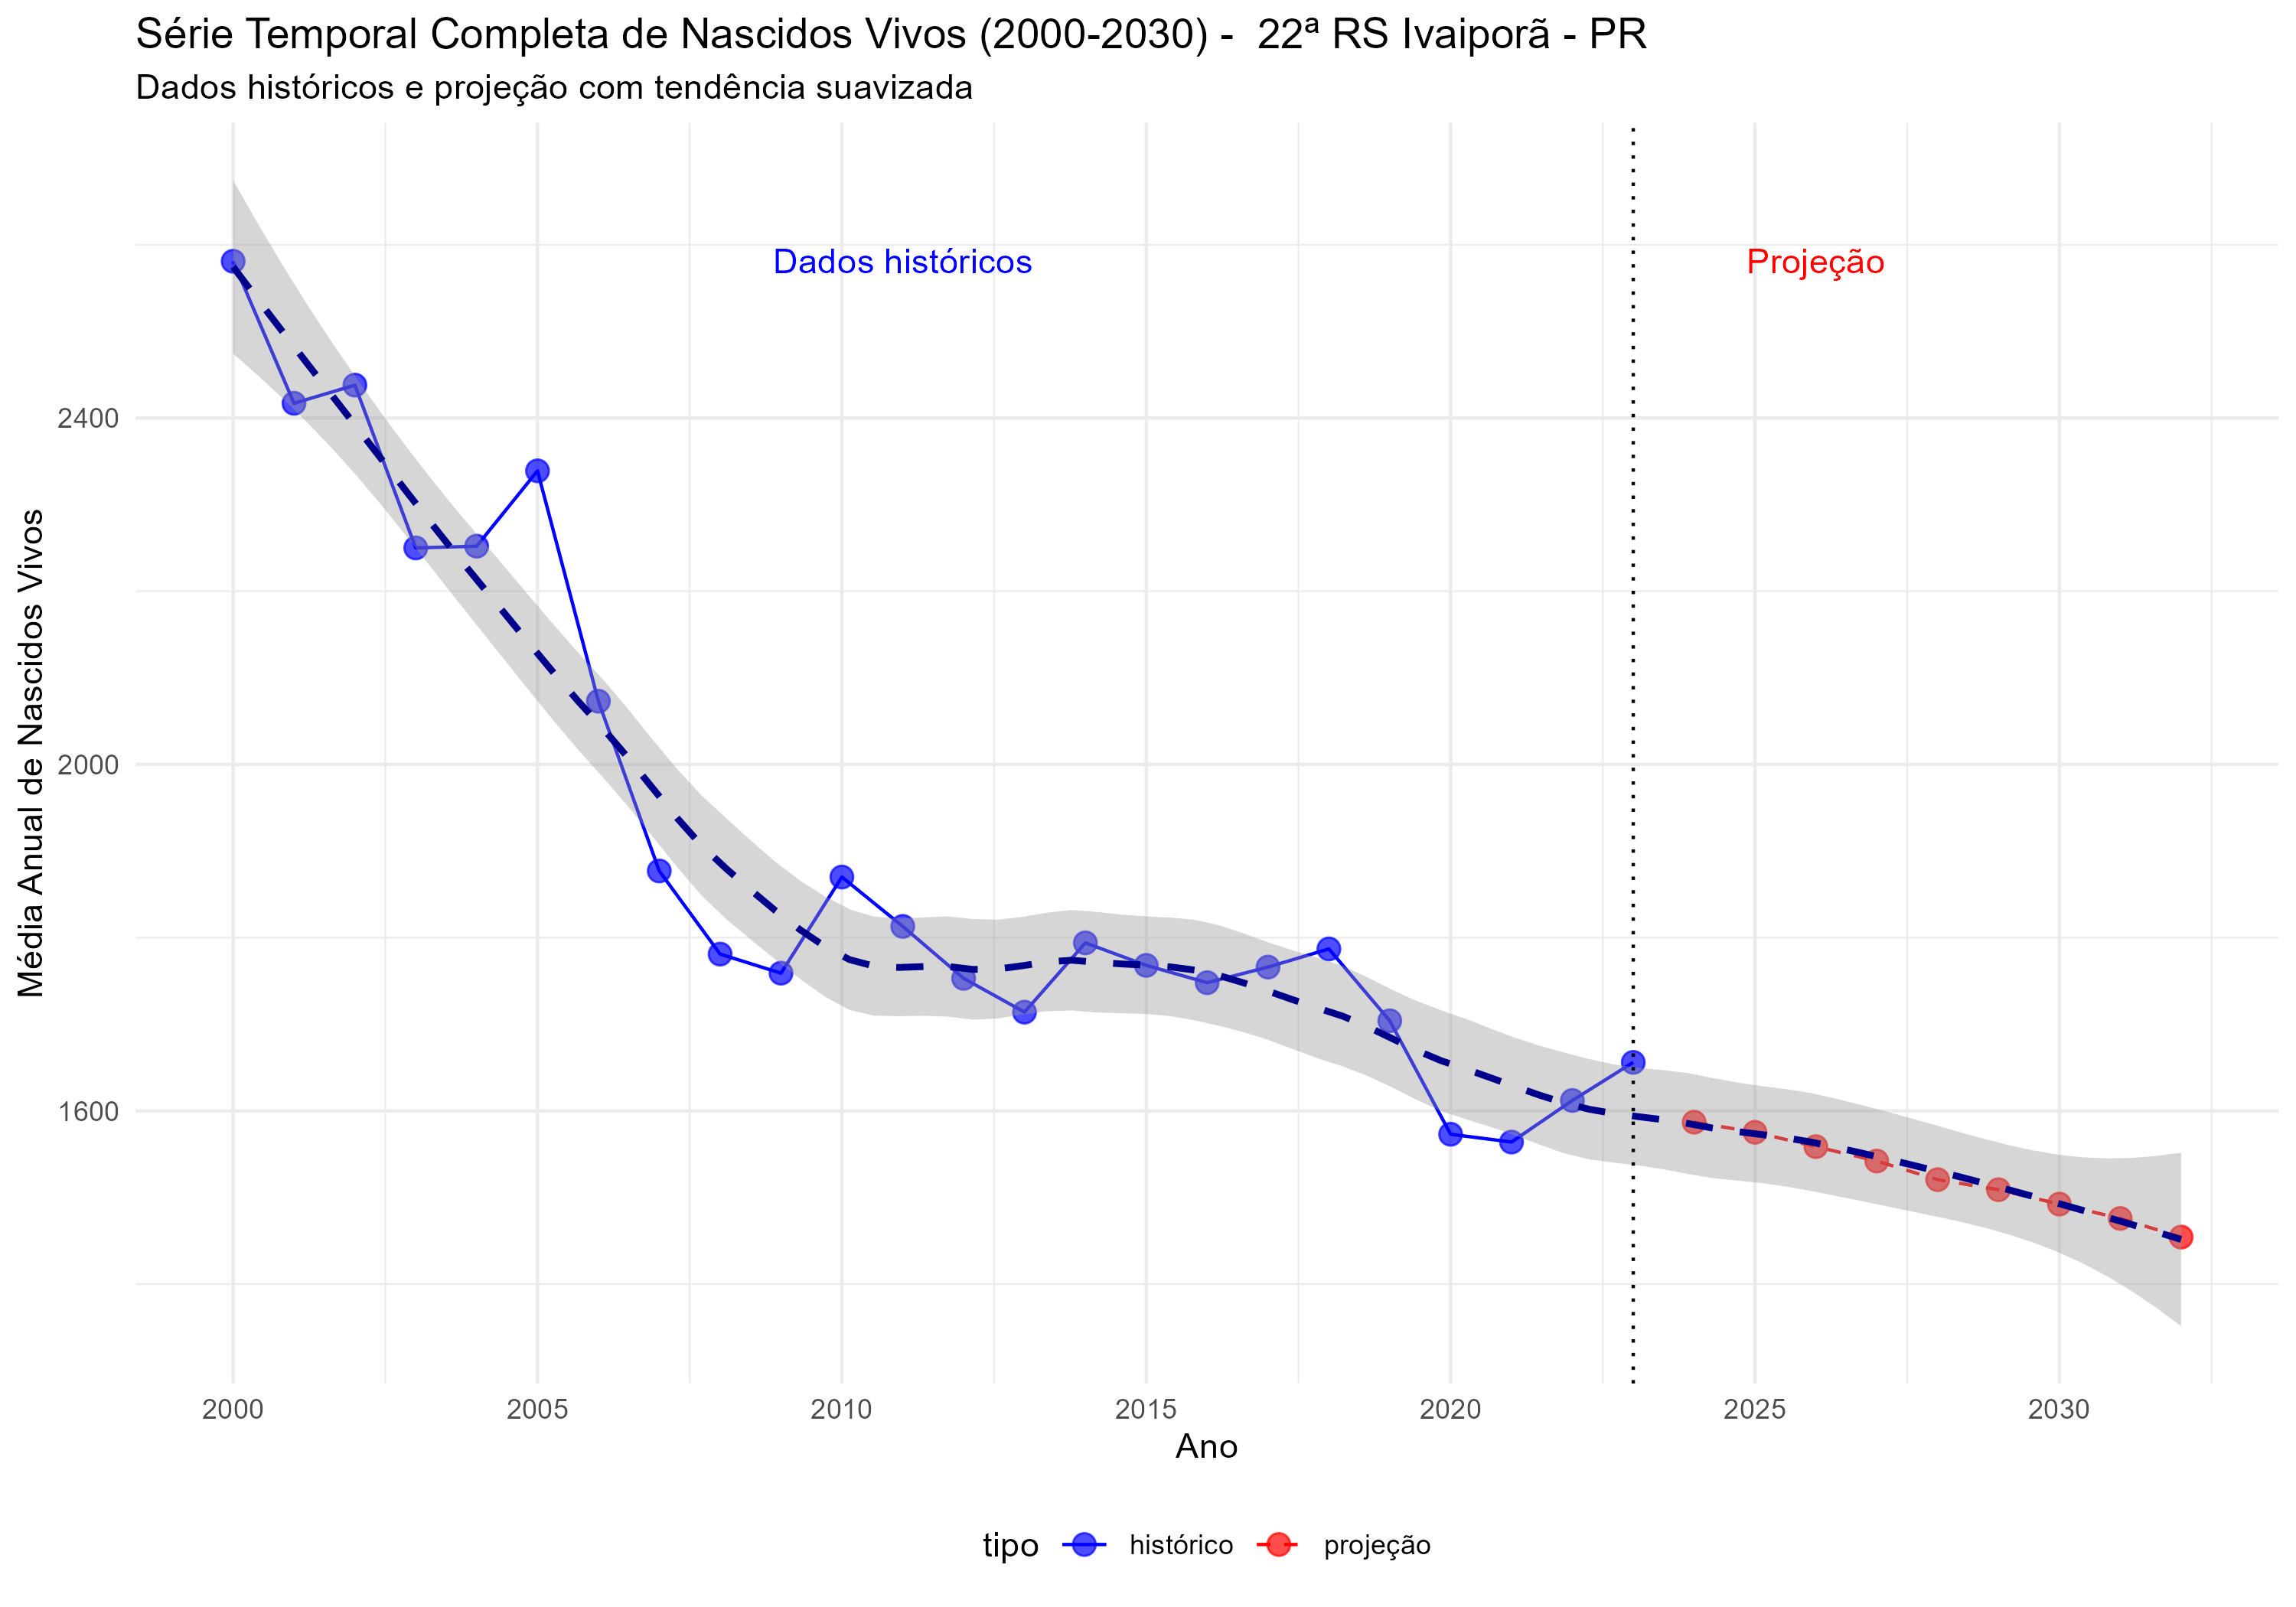 Série Temporal Completa de Nascidos Vivos (2000-2030) -  22ª RS Ivaiporã - PR
Dados históricos e projeção com tendência suavizada
Dados históricos
Projeção
Média Anual de Nascidos Vivos
2400
2000
1600
2000 2005 2010 2015 2020 2025 2030
Ano
tipo histórico projeção